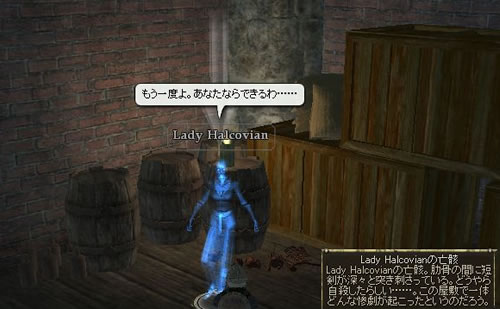 もう一度よ。あなたならできるわ……
Lady Halcovian
Lady Halcovianの亡骸
Lady Halcovianの亡骸。肋骨の間に短
剣が深々と突き刺さっている。どうやら
自殺したらしい……。この屋敷で一体
どんな惨劇が起こったというのだろう。